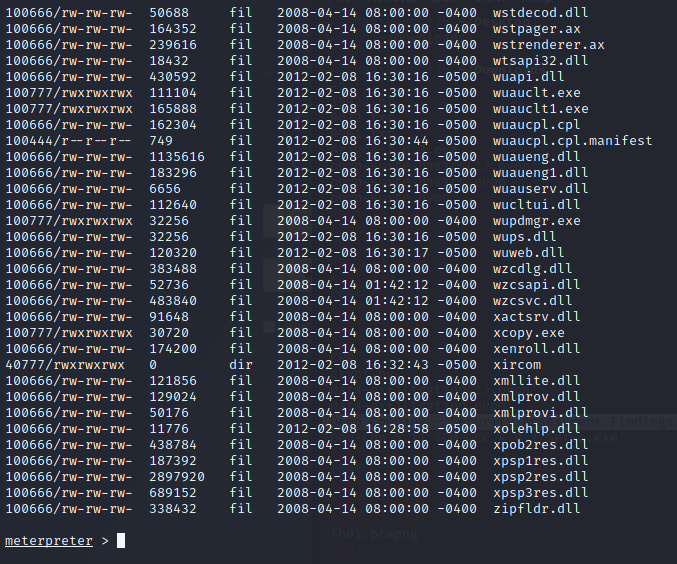 100666/rw-rw-rw- 50688 fil 2008-04-14 08:00:00 -0400 wstdecod.dll
100666/rw-rw-rw- 164352 fil 2008-04-14 08:00:00 -0400 wstpager.ax
100666/rw-rw-rw- 239616 fil 2008-04-14 08:00:00 -0400 wstrenderer.ax
100666/rw-rw-rw- 18432 fil 2008-04-14 08:00:00 -0400 wtsapi32.dll
100666/rw-rw-rw- 430592 fil 2012-02-08 16:30:16 -0500 wuapi.dll
100777/rwxrwxrwx 111104 fil 2012-02-08 16:30:16 -0500 wuauclt.exe
100777/rwxrwxrwx 165888 fil 2012-02-08 16:30:16 -0500 wuauclt1.exe
100666/rw-rw-rw- 162304 fil 2012-02-08 16:30:16 -0500 wuaucpl.cpl
100444/r--r--r-- 749 fil 2012-02-08 16:30:44 -0500 wuaucpl.cpl.manifest
100666/rw-rw-rw- 1135616 fil 2012-02-08 16:30:16 -0500 wuaueng.dll
100666/rw-rw-rw- 183296 fil 2012-02-08 16:30:16 -0500 wuaueng1.dll
100666/rw-rw-rw- 6656 fil 2012-02-08 16:30:16 -0500 wuauserv.dll
100666/rw-rw-rw- 112640 fil 2012-02-08 16:30:16 -0500 wucltui.dll
100777/rwxrwxrwx 32256 fil 2008-04-14 08:00:00 -0400 wupdmgr.exe
100666/rw-rw-rw- 32256 fil 2012-02-08 16:30:16 -0500 wups.dll
100666/rw-rw-rw- 120320 fil 2012-02-08 16:30:17 -0500 wuweb.dll
100666/rw-rw-rw- 383488 fil 2008-04-14 08:00:00 -0400 wzcdlg.dll
100666/rw-rw-rw- 52736 fil 2008-04-14 01:42:12 -0400 wzcsapi.dll
100666/rw-rw-rw- 483840 fil 2008-04-14 01:42:12 -0400 wzcsvc.dll
100666/rw-rw-rw- 91648 fil 2008-04-14 08:00:00 -0400 xactsrv.dll
100777/rwxrwxrwx 30720 fil 2008-04-14 08:00:00 -0400 xcopy.exe
100666/rw-rw-rw- 174200 fil 2008-04-14 08:00:00 -0400 xenroll.dll
40777/rwxrwxrwx 0 dir 2012-02-08 16:32:43 -0500 xircom
100666/rw-rw-rw- 121856 fil 2008-04-14 08:00:00 -0400 xmllite.dll
100666/rw-rw-rw- 129024 fil 2008-04-14 08:00:00 -0400 xmlprov.dll
100666/rw-rw-rw- 50176 fil 2008-04-14 08:00:00 -0400 xmlprovi.dll
100666/rw-rw-rw- 11776 fil 2012-02-08 16:28:58 -0500 xolehlp.dll
100666/rw-rw-rw- 438784 fil 2008-04-14 08:00:00 -0400 xpob2res.dll
100666/rw-rw-rw- 187392 fil 2008-04-14 08:00:00 -0400 xpsp1res.dll
100666/rw-rw-rw- 2897920 fil 2008-04-14 08:00:00 -0400 xpsp2res.dll
100666/rw-rw-rw- 689152 fil 2008-04-14 08:00:00 -0400 xpsp3res.dll
100666/rw-rw-rw- 338432 fil 2008-04-14 08:00:00 -0400 zipfldr.dll
meterpreter >